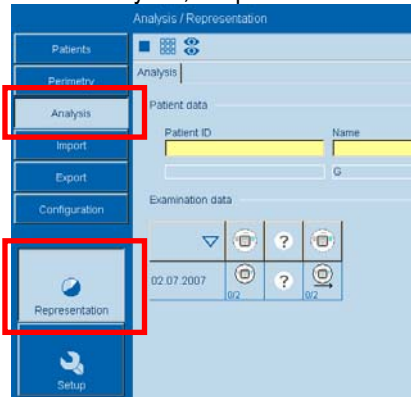 Analysis / Representation
Patients
Perimetry
Analysis
Analysis
Patient data
Patient ID
Name
Import
G
Export
Examination data
Configuration
?
02.07.2007
0/2
?
0/2
Representation
Setup